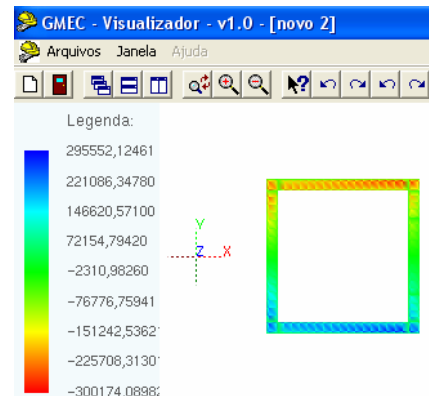 GMEC - Visualizador - v1.0 - [novo 2]
Arquivos Janela Ajuda
Legenda:
295552,12461
221086,34780
146620,57100
72154,79420
-2310,98260
-76776,75941
-151242,5362
-225708,3130
-300174,0898
Y
Z X